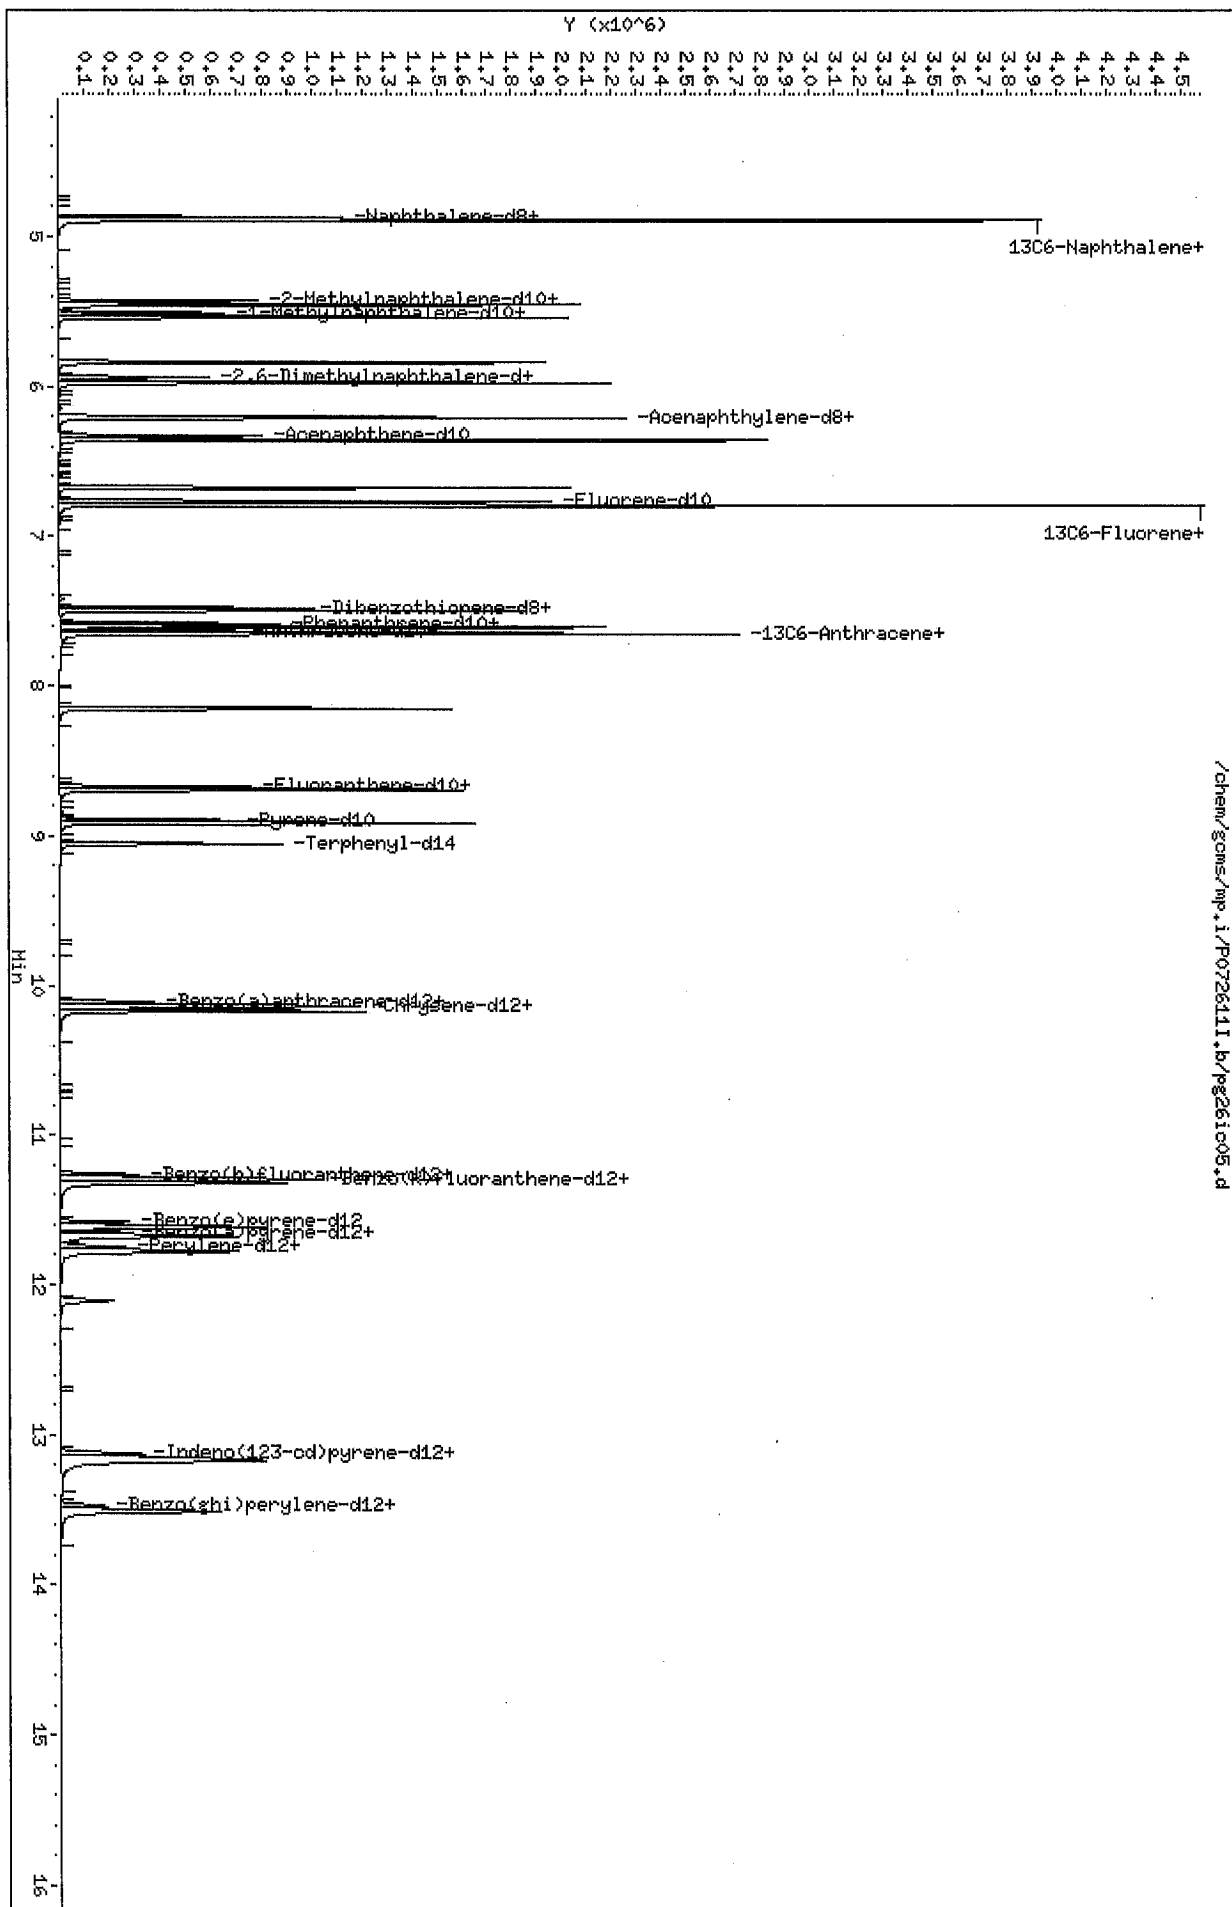 Y (x10^6)
0.1 0.2 0.3 0.4 0.5 0.6 0.7 0.8 0.9 1.0 1.1 1.2 1.3 1.4 1.5 1.6 1.7 1.8 1.9 2.0 2.1 2.2 2.3 2.4 2.5 2.6 2.7 2.8 2.9 3.0 3.1 3.2 3.3 3.4 3.5 3.6 3.7 3.8 3.9 4.0 4.1 4.2 4.3 4.4 4.5
-Naphthalene-d8+
5
13C6-Naphthalene+
-2-Methylnaphthalene-d10+
-1-Methylnaphthalene-d10+
-2,6-Dimethylnaphthalene-d+
6
-Acenaphthylene-d8+
-Acenaphthene-d10
-Fluorene-d10
7
13C6-Fluorene+
-Dibenzothiopene-d8+
-Phenanthrene-d10+
-13C6-Anthracene+
8
-Fluoranthene-d10+
-Pyrene-d10
9
-Terphenyl-d14
Min
10
-Benzo(a)anthracene-d12+
-Chrysene-d12+
11
-Benzo(b)fluoranthene-d12+
-Benzo(k)fluoranthene-d12+
-Benzo(e)pyrene-d12
-Benzo(a)pyrene-d12+
-Perylene-d12+
12
13
-Indeno(123-cd)pyrene-d12+
-Benzo(ghi)perylene-d12+
14
15
16
/chem/gcms/mp.i/P072611I.b/pg26ic05.d